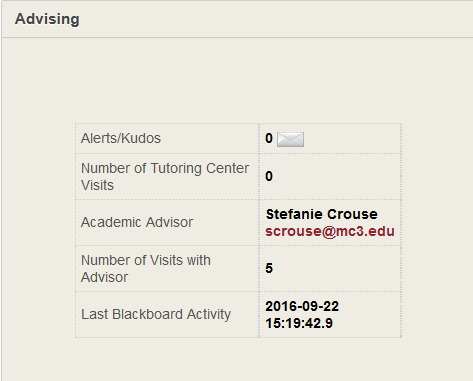 Advising
Alerts/Kudos 0
Number of Tutoring Center
Visits 0
Academic Advisor Stefanie Crouse
scrouse@mc3.edu
Number of Visits with
Advisor 5
Last Blackboard Activity 2016-09-22
15:19:42.9